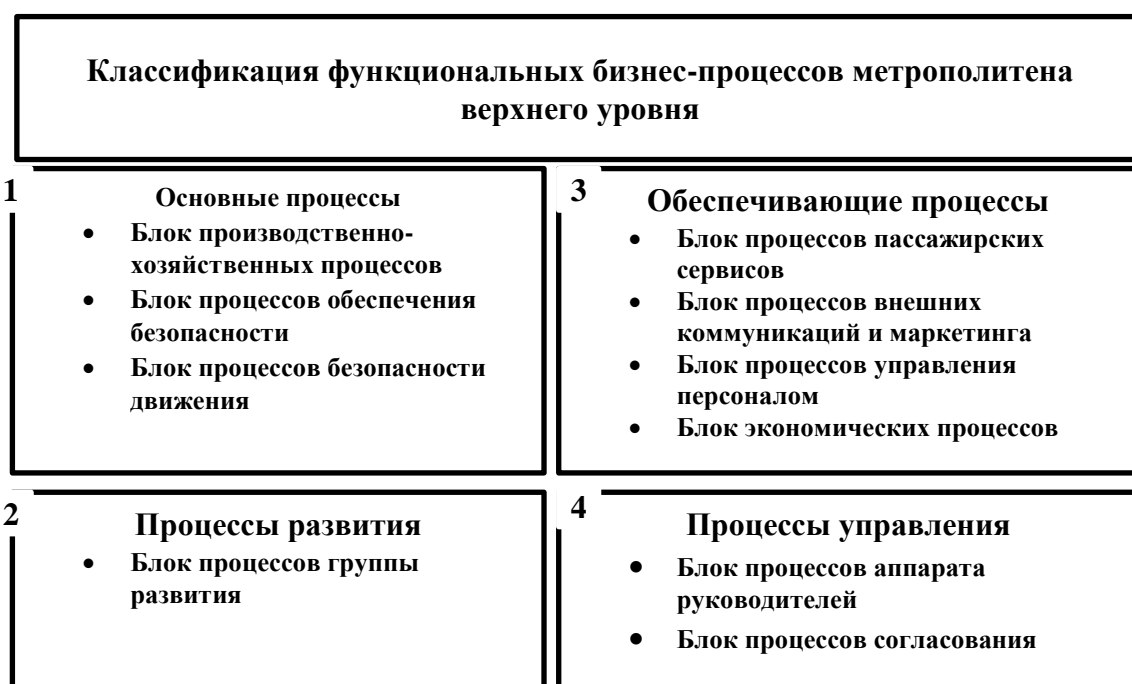 Классификация функциональных бизнес-процессов метрополитена
верхнего уровня
1
Основные процессы
• Блок производственно-
хозяйственных процессов
• Блок процессов обеспечения
безопасности
• Блок процессов безопасности
движения
3
Обеспечивающие процессы
• Блок процессов пассажирских
сервисов
• Блок процессов внешних
коммуникаций и маркетинга
• Блок процессов управления
персоналом
• Блок экономических процессов
2
Процессы развития
• Блок процессов группы
развития
4
Процессы управления
• Блок процессов аппарата
руководителей
• Блок процессов согласования